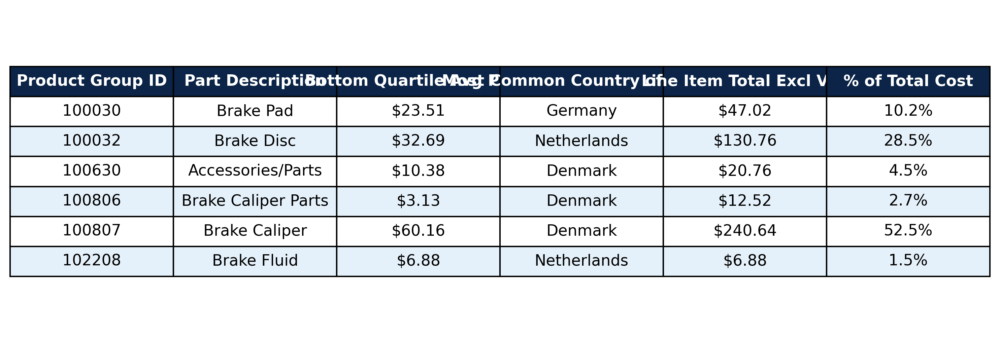 Product Group ID Part Description Bottom Quartile Avg. P Most Common Country of Line Item Total Excl V % of Total Cost
100030 Brake Pad $23.51 Germany $47.02 10.2%
100032 Brake Disc $32.69 Netherlands $130.76 28.5%
100630 Accessories/Parts $10.38 Denmark $20.76 4.5%
100806 Brake Caliper Parts $3.13 Denmark $12.52 2.7%
100807 Brake Caliper $60.16 Denmark $240.64 52.5%
102208 Brake Fluid $6.88 Netherlands $6.88 1.5%